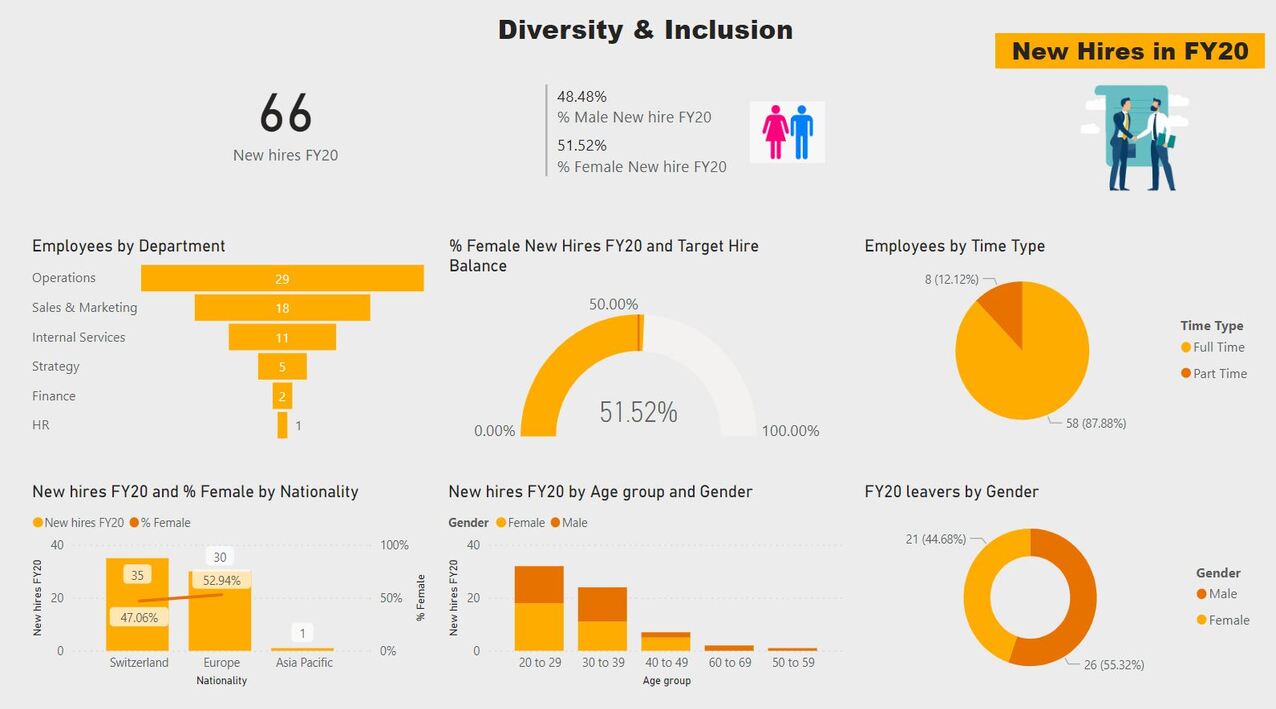 Diversity & Inclusion
New Hires in FY20
66
New hires FY20
48.48%
% Male New hire FY20
51.52%
% Female New hire FY20
Employees by Department
Operations
29
Sales & Marketing
18
Internal Services
11
Strategy
5
Finance
2
HR
1
% Female New Hires FY20 and Target Hire
Balance
50.00%
51.52%
0.00%
100.00%
Employees by Time Type
8 (12.12%)
58 (87.88%)
Time Type
Full Time
Part Time
New hires FY20 and % Female by Nationality
New hires FY20 % Female
New hires FY20
40
20
0
35
47.06%
30
52.94%
1
100%
50%
0%
% Female
Switzerland Europe Asia Pacific
Nationality
New hires FY20 by Age group and Gender
Gender Female Male
New hires FY20
40
20
0
20 to 29 30 to 39 40 to 49 60 to 69 50 to 59
Age group
FY20 leavers by Gender
21 (44.68%)
26 (55.32%)
Gender
Male
Female